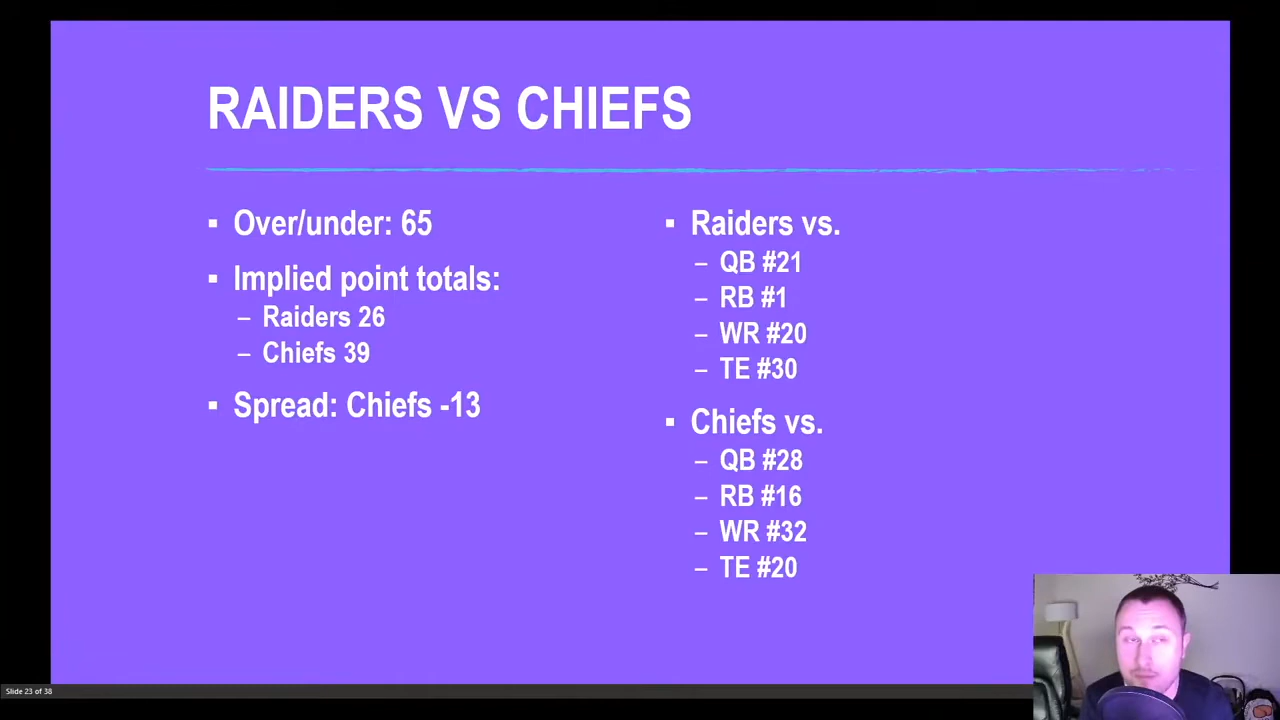 RAIDERS VS CHIEFS
▪ Over/under: 65
▪ Implied point totals:
– Raiders 26
– Chiefs 39
▪ Spread: Chiefs -13
▪ Raiders vs.
– QB #21
– RB #1
– WR #20
– TE #30
▪ Chiefs vs.
– QB #28
– RB #16
– WR #32
– TE #20
Slide 23 of 38